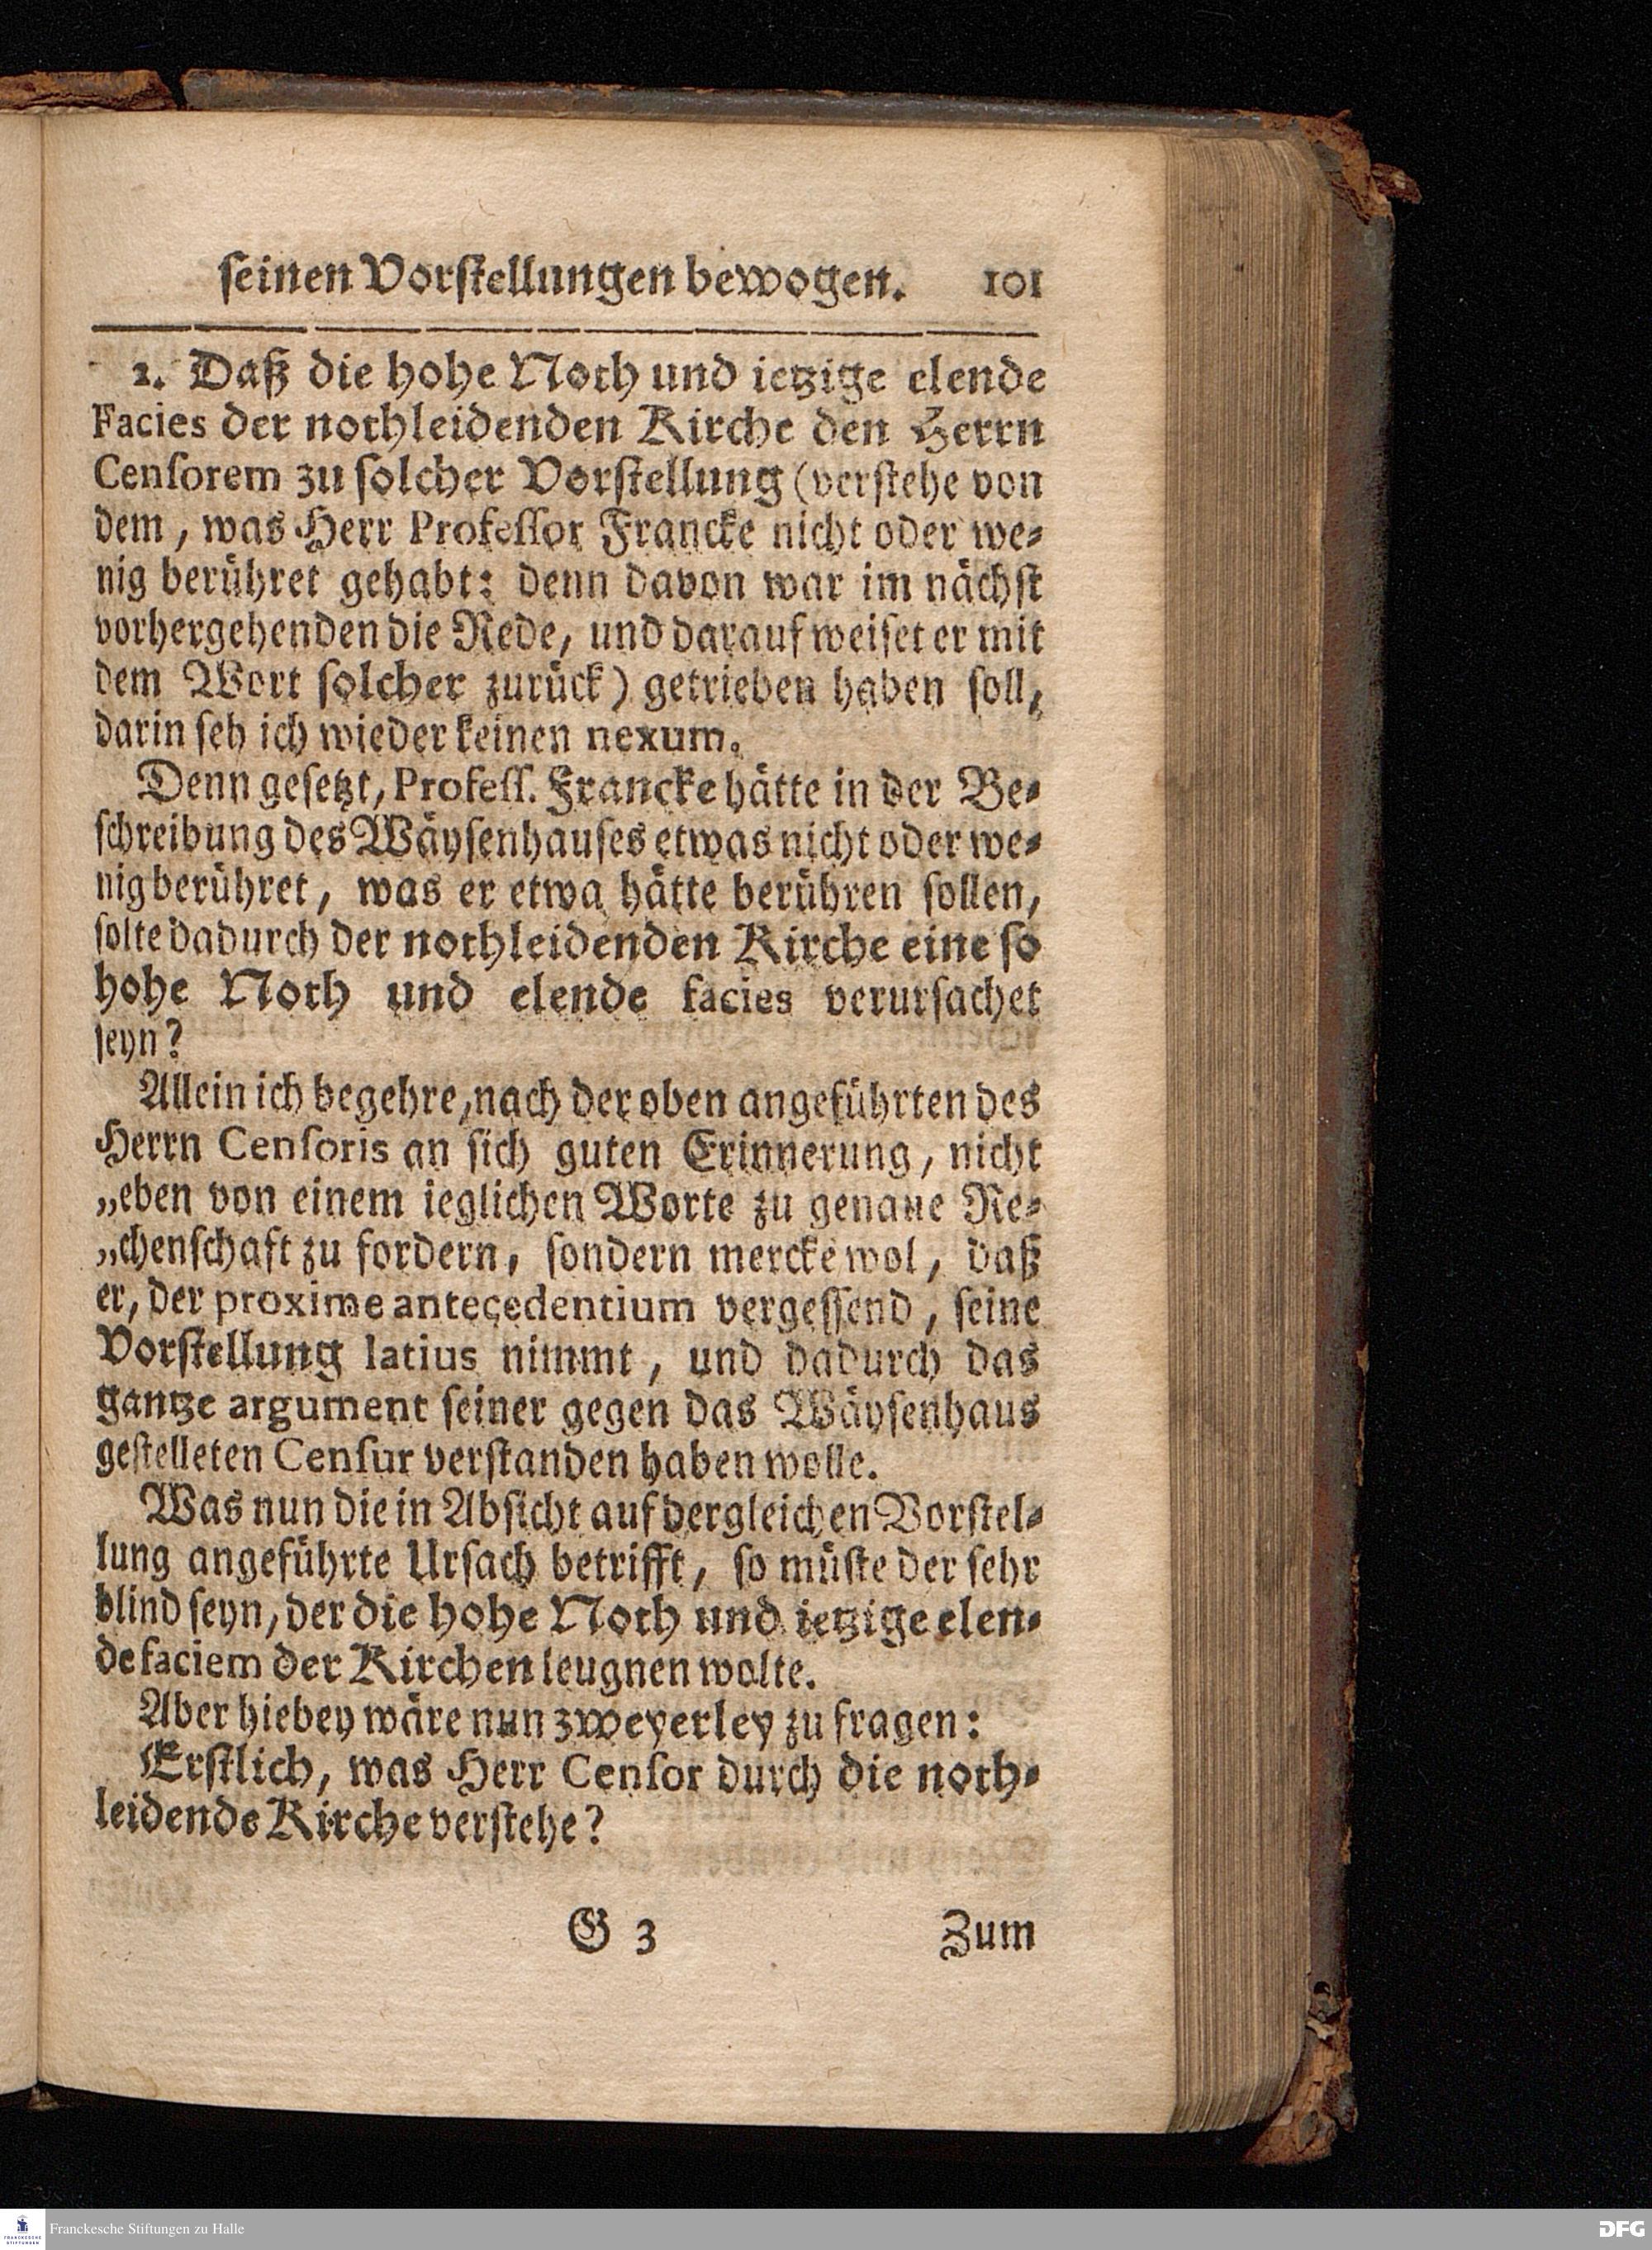 seinen Vorstellungen bewogen. 101
2. Daß die hohe Noth und ietzige elende
Facies der nothleidenden Kirche den Herrn
Censorem zu solcher Vorstellung (verstehe von
dem, was Herr Professor Francke nicht oder we-
nig berühret gehabt: denn davon war im nächst
vorhergehenden die Rede, und darauf weiset er mit
dem Wort solcher zurück) getrieben haben soll,
darin seh ich wieder keinen nexum.
Denn gesetzt, Profess. Francke hätte in der Be-
schreibung des Wäysenhauses etwas nicht oder we-
nig berühret, was er etwa hätte berühren sollen,
solte dadurch der nothleidenden Kirche eine so
hohe Noth und elende facies verursachet
seyn?
Allein ich begehre, nach der oben angeführten des
Herrn Censoris an sich guten Erinnerung, nicht
„eben von einem ieglichen Worte zu genaue Re-
„chenschaft zu fordern, sondern mercke wol, daß
er, der proxime antecedentium vergessend, seine
Vorstellung latius nimmt, und dadurch das
gantze argument seiner gegen das Wäysenhaus
gestelleten Censur verstanden haben wolle.
Was nun die in Absicht auf dergleichen Vorstel-
lung angeführte Ursach betrifft, so müste der sehr
blind seyn, der die hohe Noth und ietzige elen-
de faciem der Kirchen leugnen wolte.
Aber hiebey wäre nun zweyerley zu fragen:
Erstlich, was Herr Censor durch die noth-
leidende Kirche verstehe?
G 3 Zum
Franckesche Stiftungen zu Halle
DFG
FRANCKESCHE
STIFTUNGEN